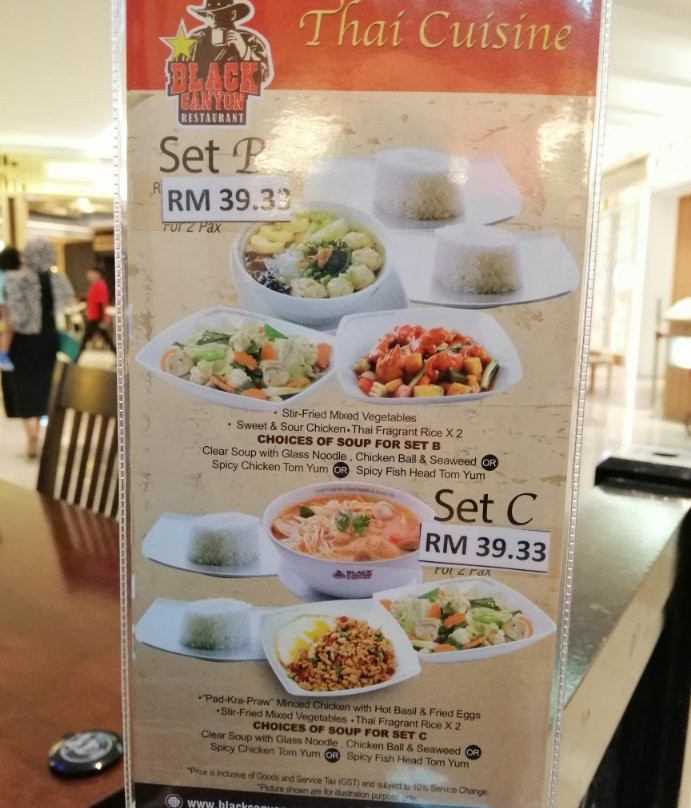 Thai Cuisine
BLACK
CANYON
RESTAURANT
Set B
RM 39.33
For 2 Pax
• Stir-Fried Mixed Vegetables
• Sweet & Sour Chicken • Thai Fragrant Rice X 2
CHOICES OF SOUP FOR SET B
Clear Soup with Glass Noodle , Chicken Ball & Seaweed OR
Spicy Chicken Tom Yum OR Spicy Fish Head Tom Yum
Set C
RM 39.33
For 2 Pax
BLACK
CANYON
•"Pad-Kra-Praw" Minced Chicken with Hot Basil & Fried Eggs
•Stir-Fried Mixed Vegetables •Thai Fragrant Rice X 2
CHOICES OF SOUP FOR SET C
Clear Soup with Glass Noodle , Chicken Ball & Seaweed OR
Spicy Chicken Tom Yum OR Spicy Fish Head Tom Yum
*Price is inclusive of Goods and Service Tax (GST) and subject to 10% Service Change.
*Picture shown are for illustration purpose only
www.blackcanyon